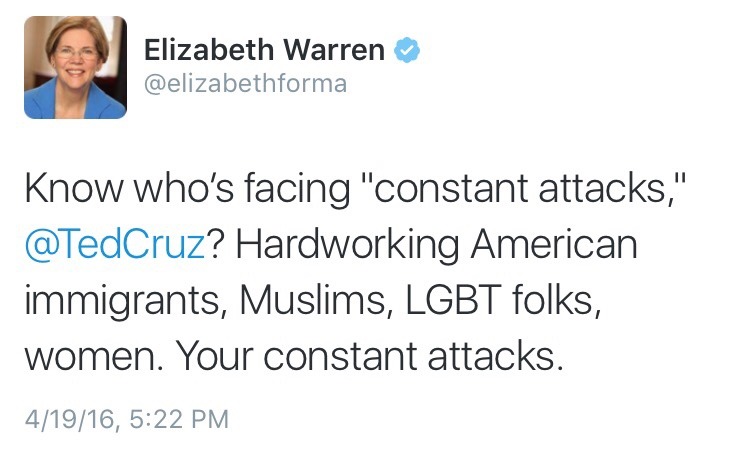 Elizabeth Warren
@elizabethforma
Know who's facing "constant attacks,"
@TedCruz? Hardworking American
immigrants, Muslims, LGBT folks,
women. Your constant attacks.
4/19/16, 5:22 PM